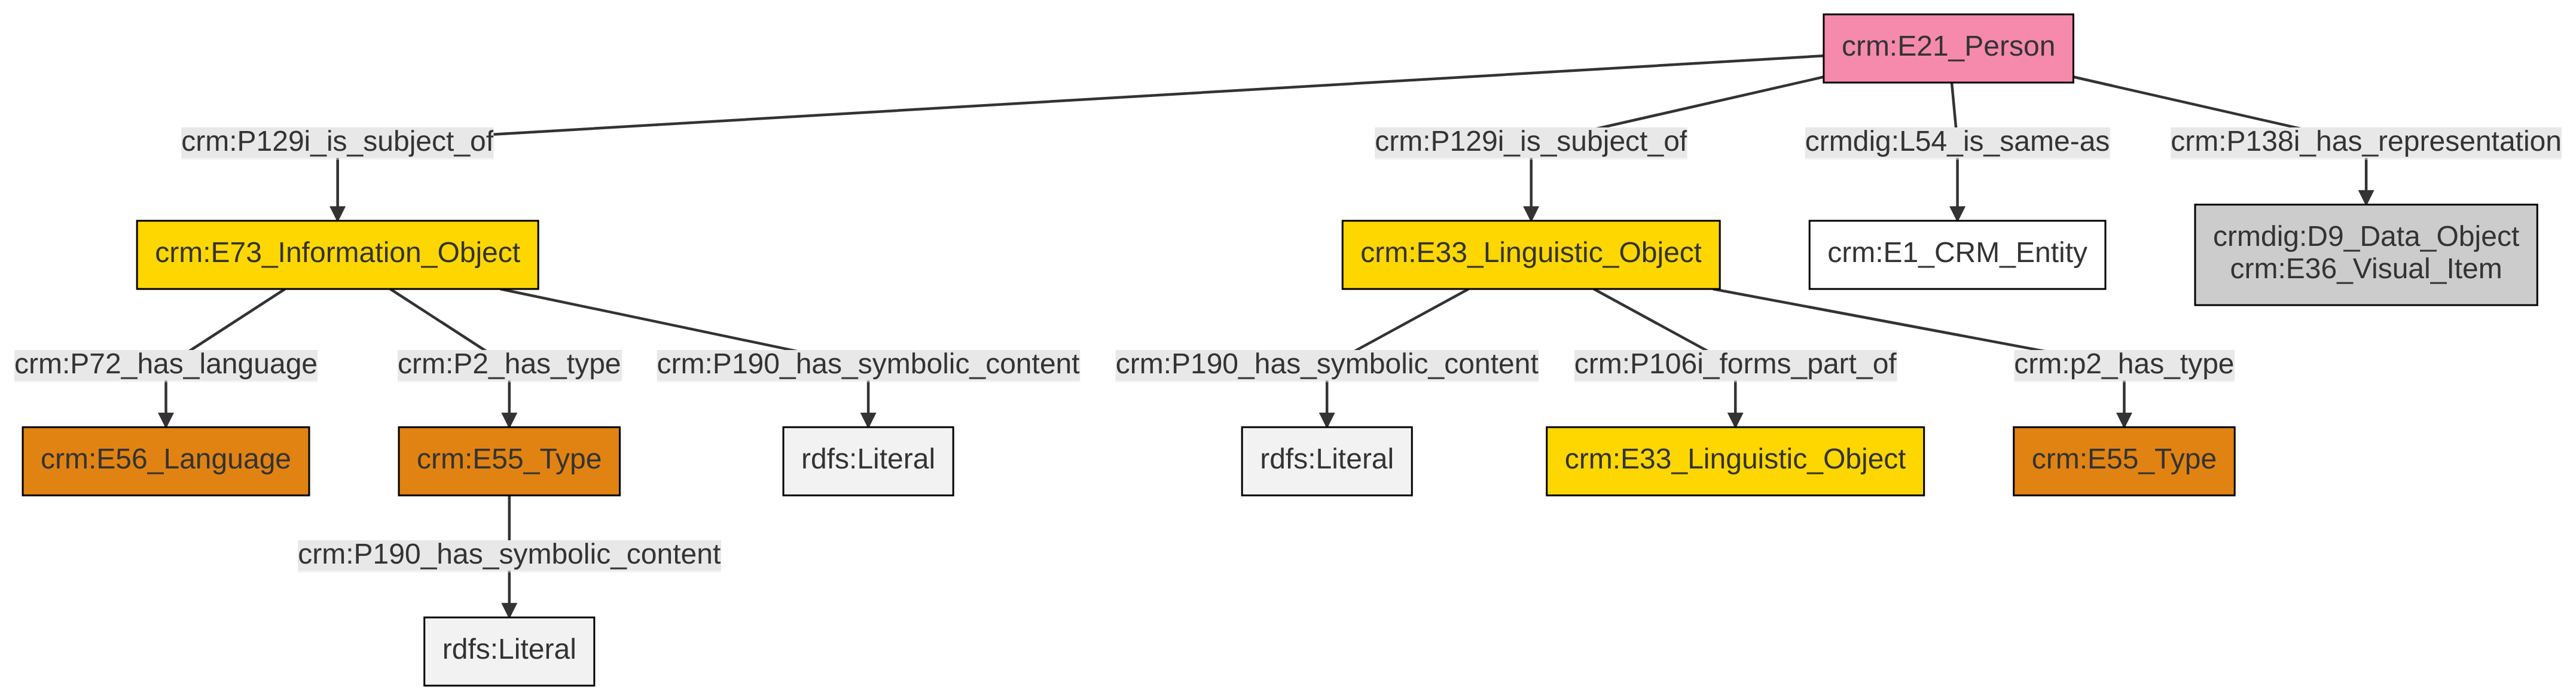 crm:E21_Person
crm:P129i_is_subject_of
crm:P129i_is_subject_of
crmdig:L54_is_same-as
crm:P138i_has_representation
crm:E73_Information_Object
crm:E33_Linguistic_Object
crm:E1_CRM_Entity
crmdig:D9_Data_Object
crm:E36_Visual_Item
crm:P72_has_language
crm:P2_has_type
crm:P190_has_symbolic_content
crm:P190_has_symbolic_content
crm:P106i_forms_part_of
crm:p2_has_type
crm:E56_Language
crm:E55_Type
rdfs:Literal
rdfs:Literal
crm:E33_Linguistic_Object
crm:E55_Type
crm:P190_has_symbolic_content
rdfs:Literal